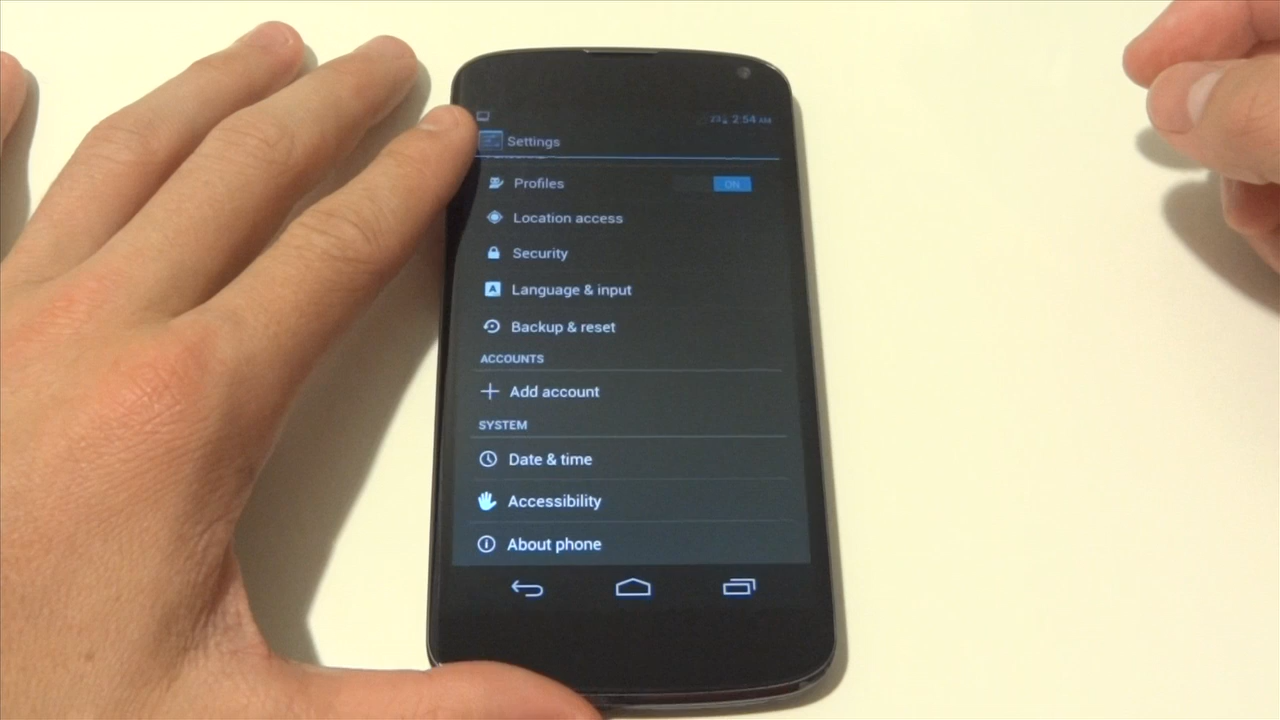 2:54 AM
Settings
Profiles ON
Location access
Security
A Language & input
Backup & reset
ACCOUNTS
Add account
SYSTEM
Date & time
Accessibility
About phone